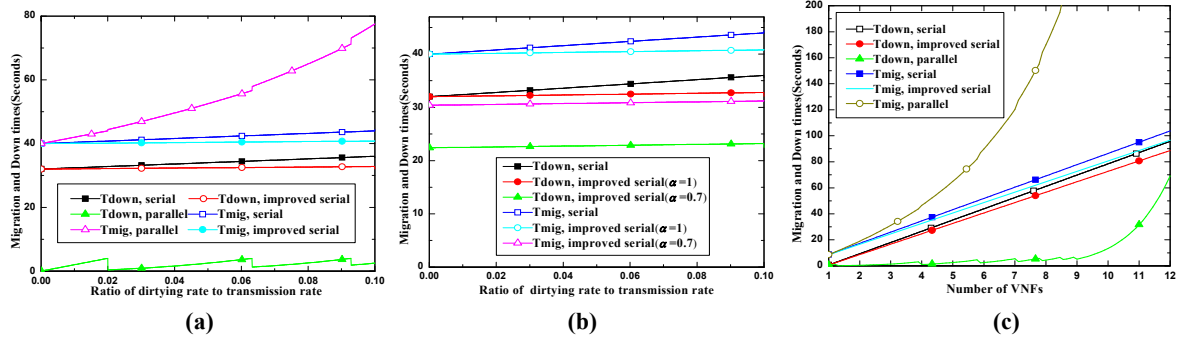 80
60
40
20
0
Migration and Down times(Seconds)
Tdown, serial
Tdown, improved serial
Tdown, parallel
Tmig, serial
Tmig, parallel
Tmig, improved serial
0.00 0.02 0.04 0.06 0.08 0.10
Ratio of dirtying rate to transmission rate
(a)
45
40
35
30
25
20
15
10
5
0
Migration and Down times(Seconds)
Tdown, serial
Tdown, improved serial(α=1)
Tdown, improved serial(α=0.7)
Tmig, serial
Tmig, improved serial(α=1)
Tmig, improved serial(α=0.7)
0.00 0.02 0.04 0.06 0.08 0.10
Ratio of dirtying rate to transmission rate
(b)
200
180
160
140
120
100
80
60
40
20
0
Migration and Down times(Seconds)
Tdown, serial
Tdown, improved serial
Tdown, parallel
Tmig, serial
Tmig, improved serial
Tmig, parallel
1 2 3 4 5 6 7 8 9 10 11 12
Number of VNFs
(c)